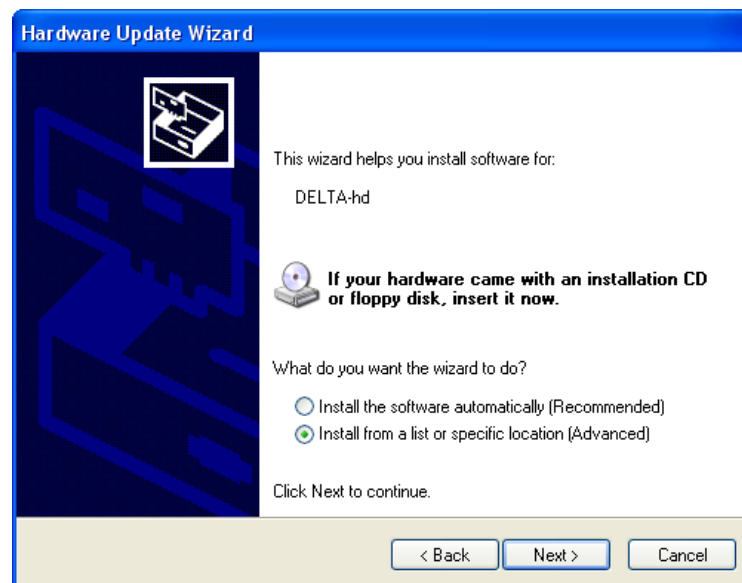 Hardware Update Wizard
This wizard helps you install software for:
DELTA-hd
If your hardware came with an installation CD
or floppy disk, insert it now.
What do you want the wizard to do?
Install the software automatically (Recommended)
Install from a list or specific location (Advanced)
Click Next to continue.
< Back
Next >
Cancel